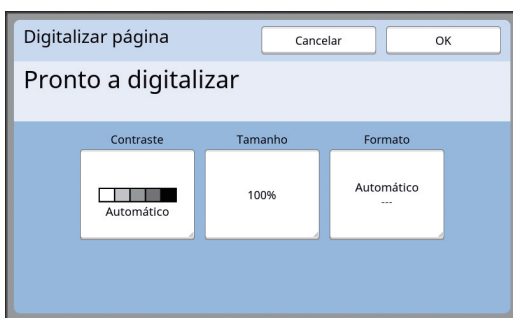 Digitalizar página
Cancelar
OK
Pronto a digitalizar
Contraste
Tamanho
Formato
Automático
100%
Automático
---